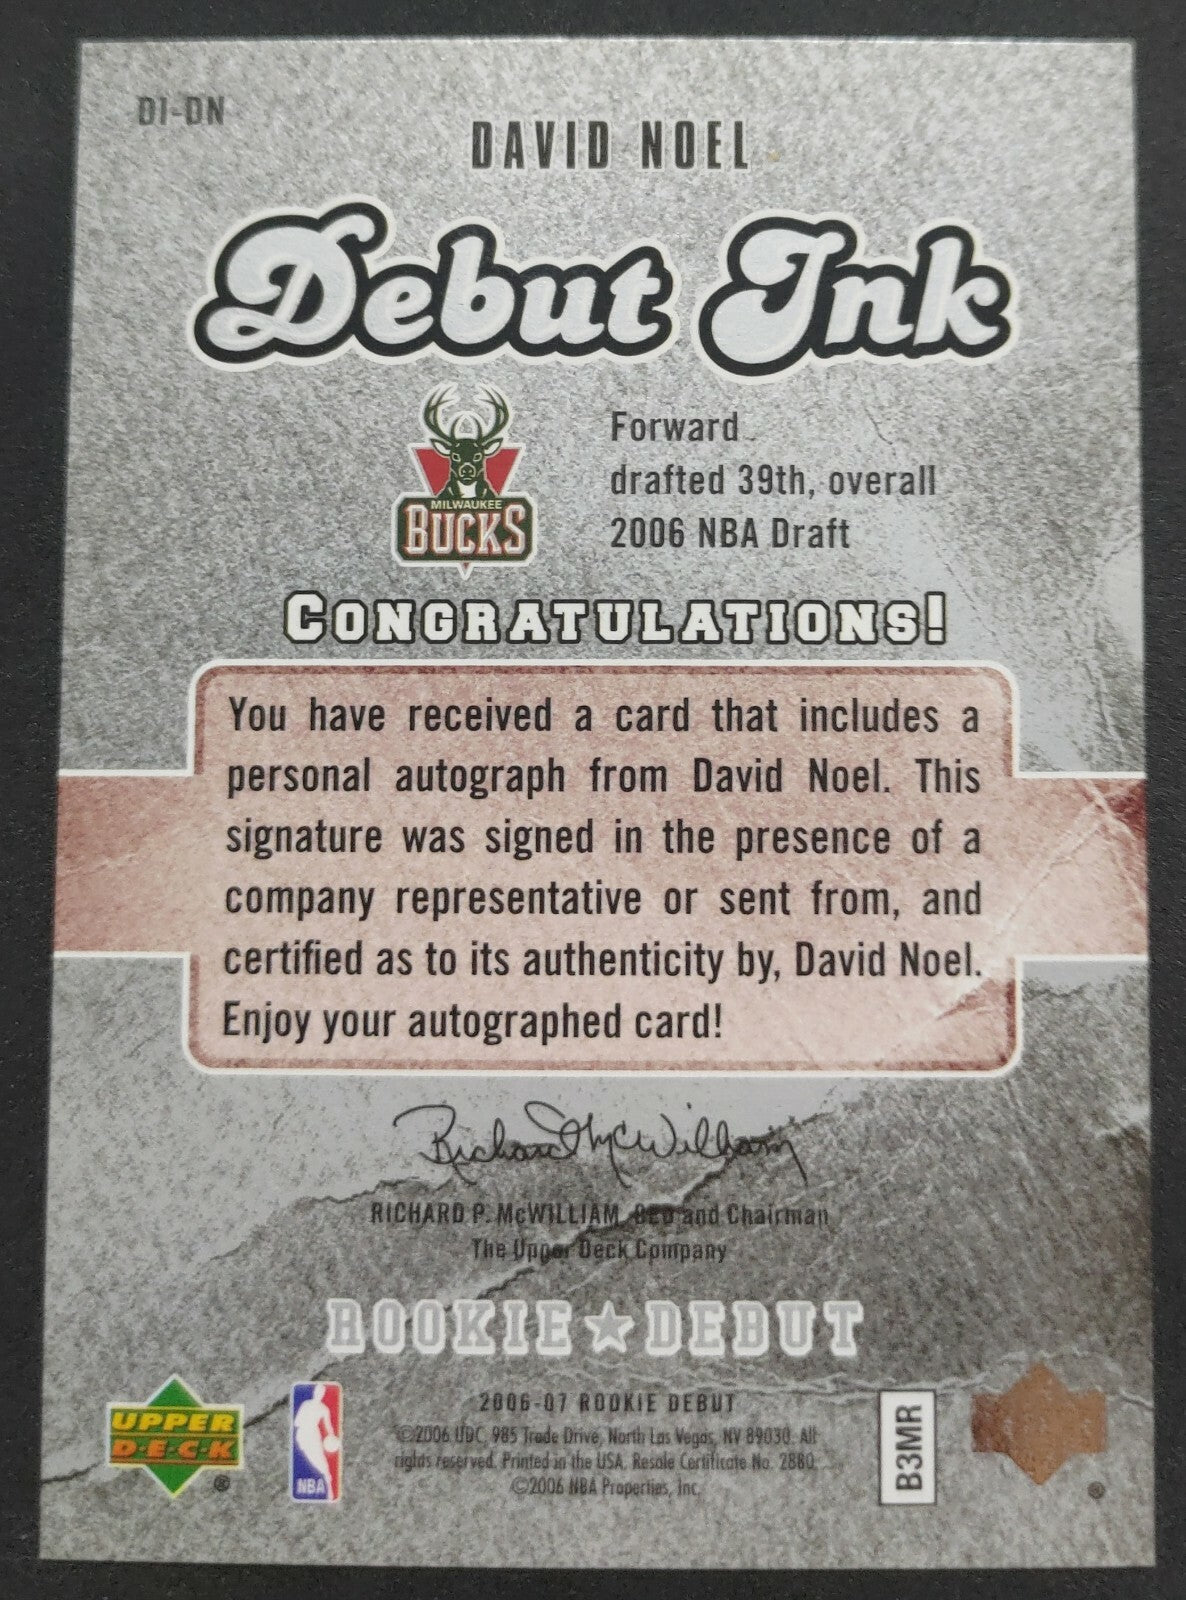 DI-DN
DAVID NOEL
Debut Ink
MILWAUKEE
BUCKS
Forward
drafted 39th, overall
2006 NBA Draft
CONGRATULATIONS!
You have received a card that includes a
personal autograph from David Noel. This
signature was signed in the presence of a
company representative or sent from, and
certified as to its authenticity by, David Noel.
Enjoy your autographed card!
Richard McWilliam
RICHARD P. McWILLIAM, CEO and Chairman
The Upper Deck Company
ROOKIE★DEBUT
UPPER
D·E·C·K
®
NBA
2006-07 ROOKIE DEBUT
©2006 UDC, 985 Trade Drive, North Las Vegas, NV 89030. All
rights reserved. Printed in the USA. Resale Certificate No. 2880.
©2006 NBA Properties, Inc.
B3MR
®